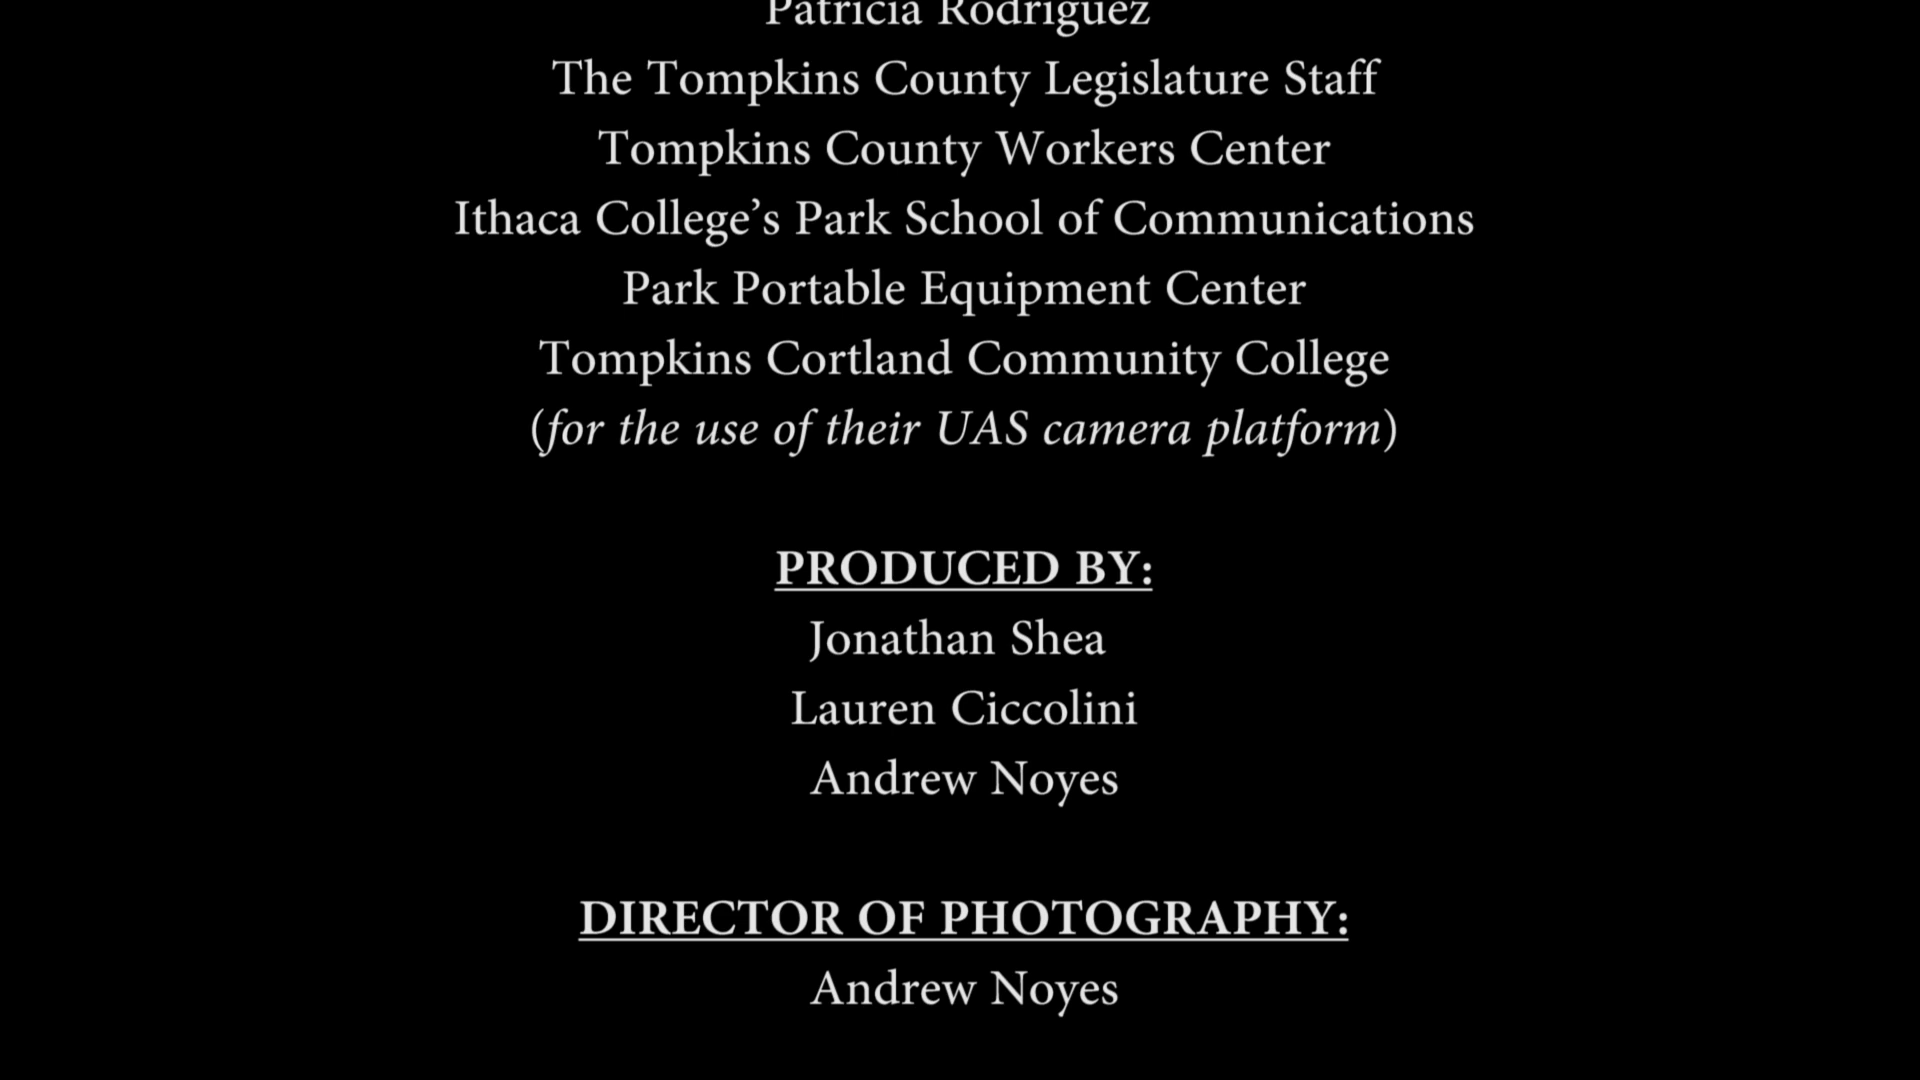 Patricia Rodriguez
The Tompkins County Legislature Staff
Tompkins County Workers Center
Ithaca College’s Park School of Communications
Park Portable Equipment Center
Tompkins Cortland Community College
(for the use of their UAS camera platform)
PRODUCED BY:
Jonathan Shea
Lauren Ciccolini
Andrew Noyes
DIRECTOR OF PHOTOGRAPHY:
Andrew Noyes